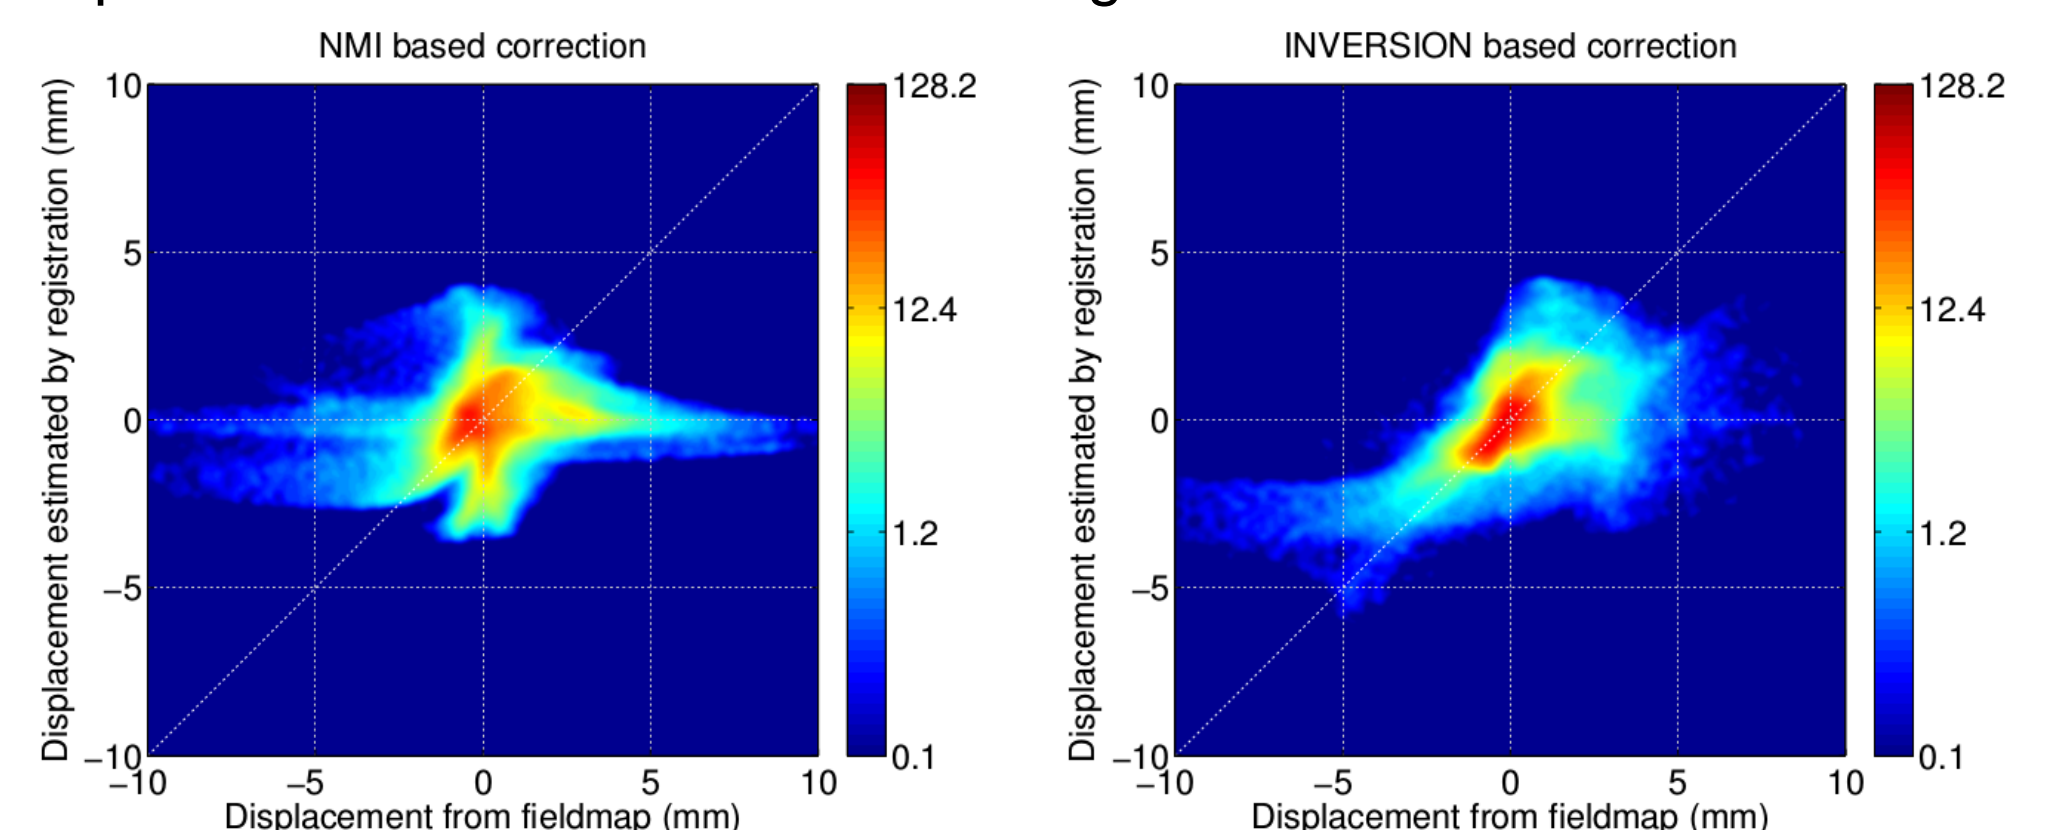 NMI based correction
10
5
0
−5
−10
−10 −5 0 5 10
Displacement estimated by registration (mm)
Displacement from fieldmap (mm)
128.2
12.4
1.2
0.1
INVERSION based correction
10
5
0
−5
−10
−10 −5 0 5 10
Displacement estimated by registration (mm)
Displacement from fieldmap (mm)
128.2
12.4
1.2
0.1